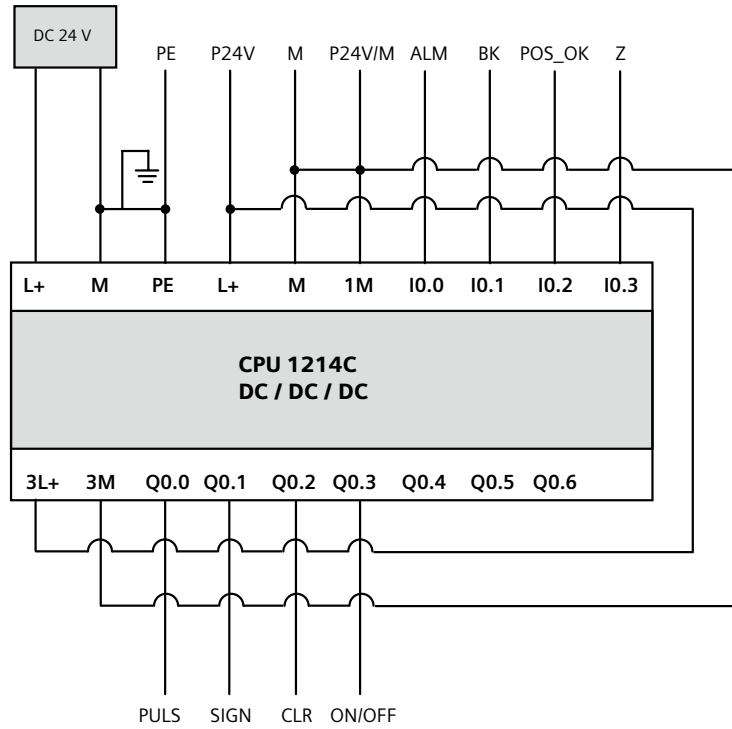 DC 24 V
PE P24V M P24V/M ALM BK POS_OK Z
L+ M PE L+ M 1M I0.0 I0.1 I0.2 I0.3
CPU 1214C
DC / DC / DC
3L+ 3M Q0.0 Q0.1 Q0.2 Q0.3 Q0.4 Q0.5 Q0.6
PULS SIGN CLR ON/OFF